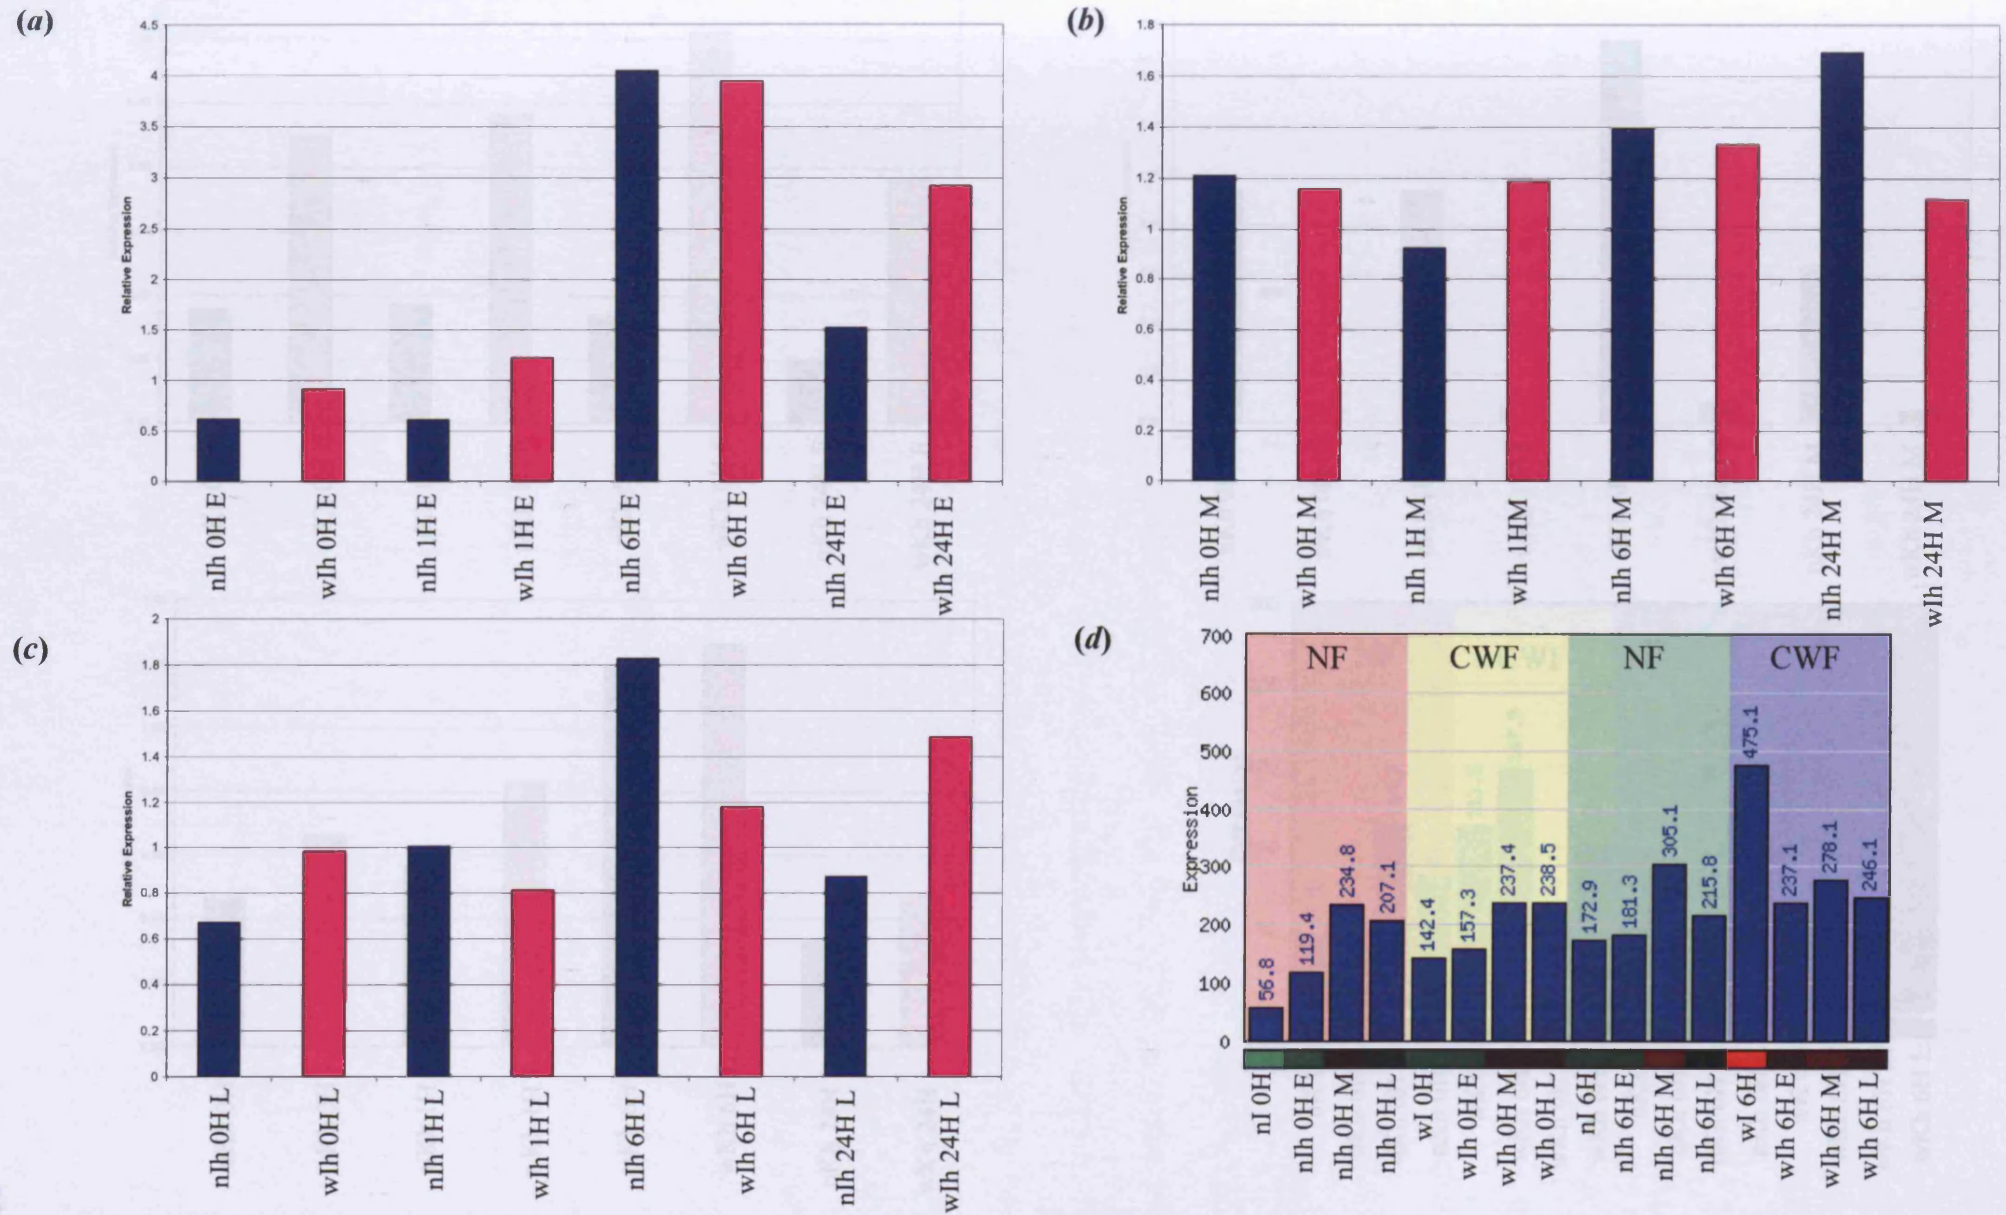 (a)
4.5
4
3.5
3
2.5
2
1.5
1
0.5
0
Relative Expression
nIh 0H E
wIh 0H E
nIh 1H E
wIh 1H E
nIh 6H E
wIh 6H E
nIh 24H E
wIh 24H E
(b)
1.8
1.6
1.4
1.2
1
0.8
0.6
0.4
0.2
0
Relative Expression
nIh 0H M
wIh 0H M
nIh 1H M
wIh 1HM
nIh 6H M
wIh 6H M
nIh 24H M
wIh 24H M
(c)
2
1.8
1.6
1.4
1.2
1
0.8
0.6
0.4
0.2
0
Relative Expression
nIh 0H L
wIh 0H L
nIh 1H L
wIh 1H L
nIh 6H L
wIh 6H L
nIh 24H L
wIh 24H L
(d)
700
600
500
400
300
200
100
0
Expression
NF CWF NF CWF
56.8
119.4
234.8
207.1
142.4
157.3
237.4
238.5
172.9
181.3
305.1
215.8
475.1
237.1
278.1
246.1
nI 0H
nIh 0H E
nIh 0H M
nIh 0H L
wI 0H
wIh 0H E
wIh 0H M
wIh 0H L
nI 6H
nIh 6H E
nIh 6H M
nIh 6H L
wI 6H
wIh 6H E
wIh 6H M
wIh 6H L